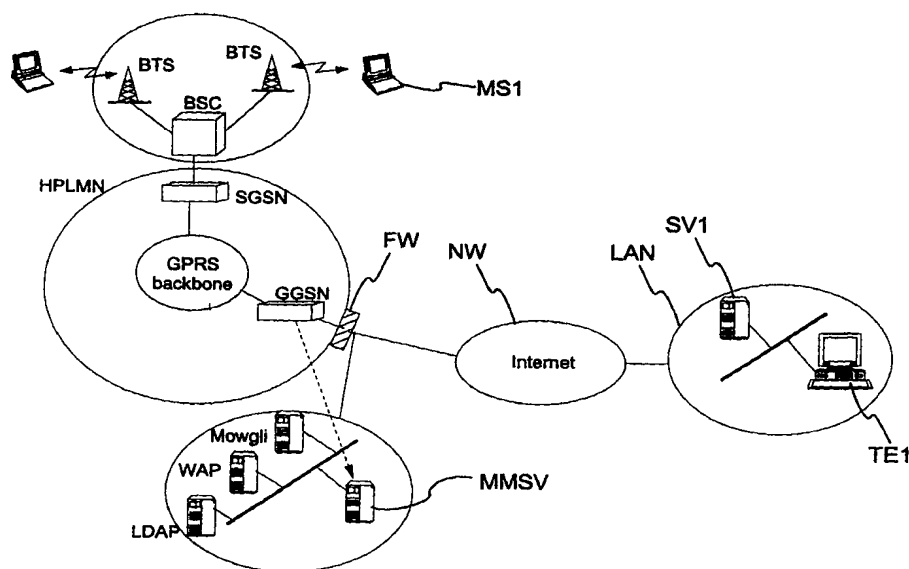 BTS
BTS
MS1
BSC
HPLMN
SGSN
SV1
FW
NW
LAN
GPRS
backbone
GGSN
Internet
Mowgli
WAP
MMSV
LDAP
TE1